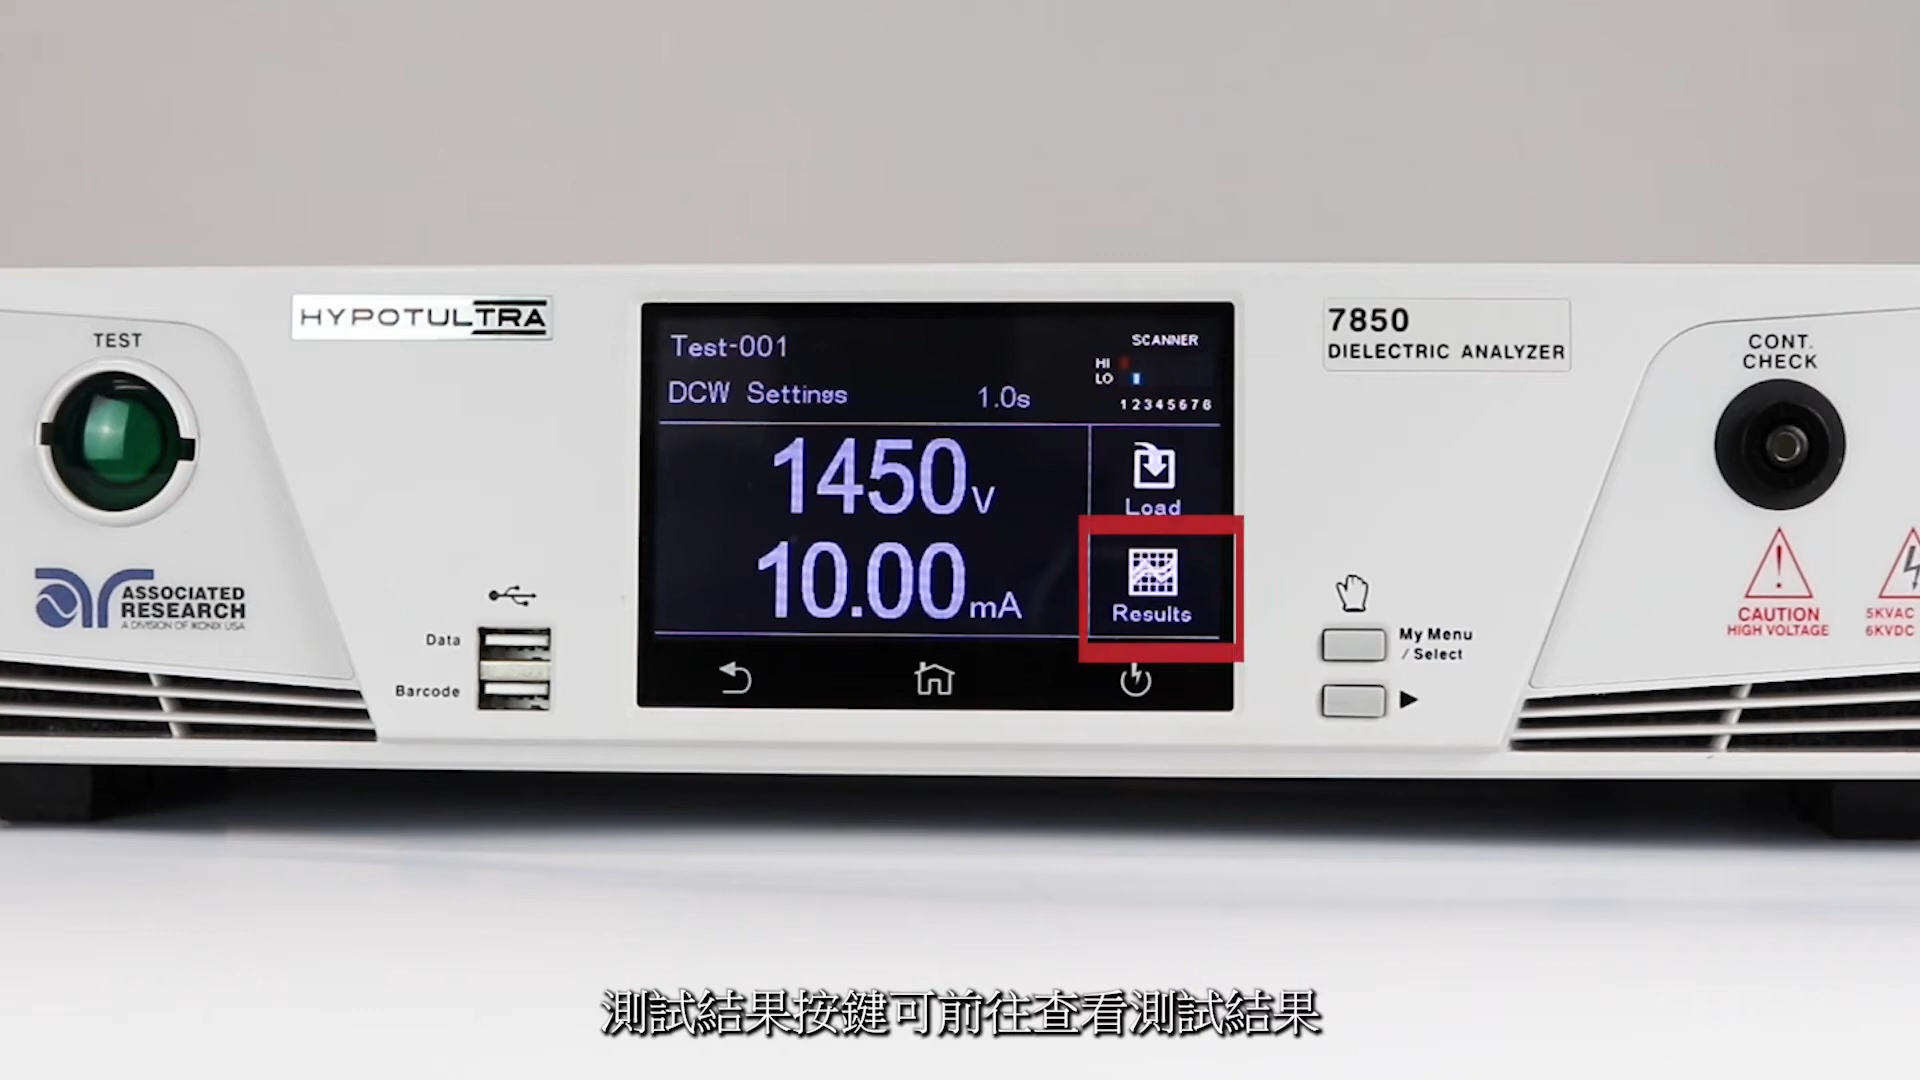 TEST
HYPOTULTRA
ASSOCIATED
RESEARCH
A DIVISION OF IKONIX USA
Data
Barcode
Test-001
DCW Settings
1.0s
SCANNER
HI
LO
12345678
1450V
10.00mA
Load
Results
7850
DIELECTRIC ANALYZER
My Menu
/Select
CONT.
CHECK
CAUTION
HIGH VOLTAGE
5KVAC
6KVDC
測試結果按鍵可前往查看測試結果